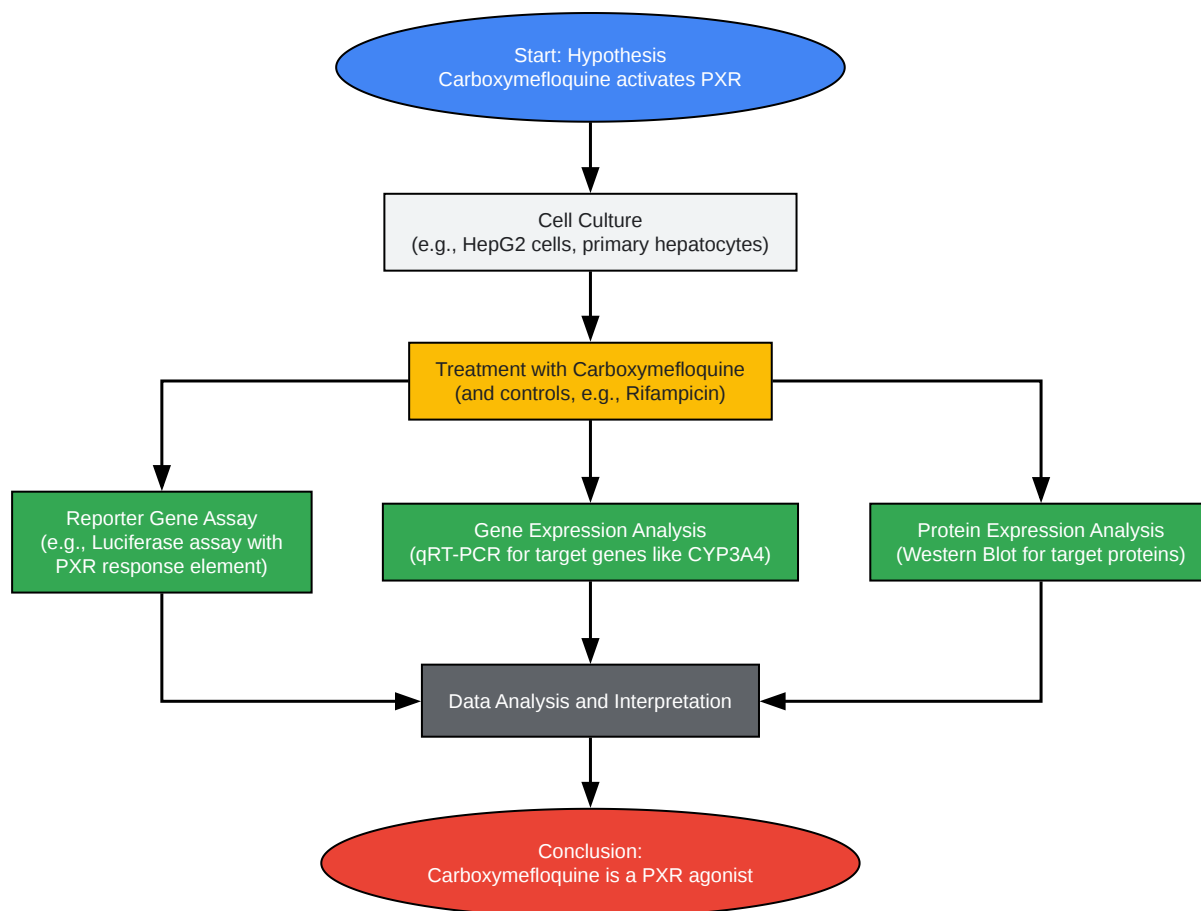 Start: Hypothesis
Carboxymefloquine activates PXR
Cell Culture
(e.g., HepG2 cells, primary hepatocytes)
Treatment with Carboxymefloquine
(and controls, e.g., Rifampicin)
Reporter Gene Assay
(e.g., Luciferase assay with
PXR response element)
Gene Expression Analysis
(qRT-PCR for target genes like CYP3A4)
Protein Expression Analysis
(Western Blot for target proteins)
Data Analysis and Interpretation
Conclusion:
Carboxymefloquine is a PXR agonist